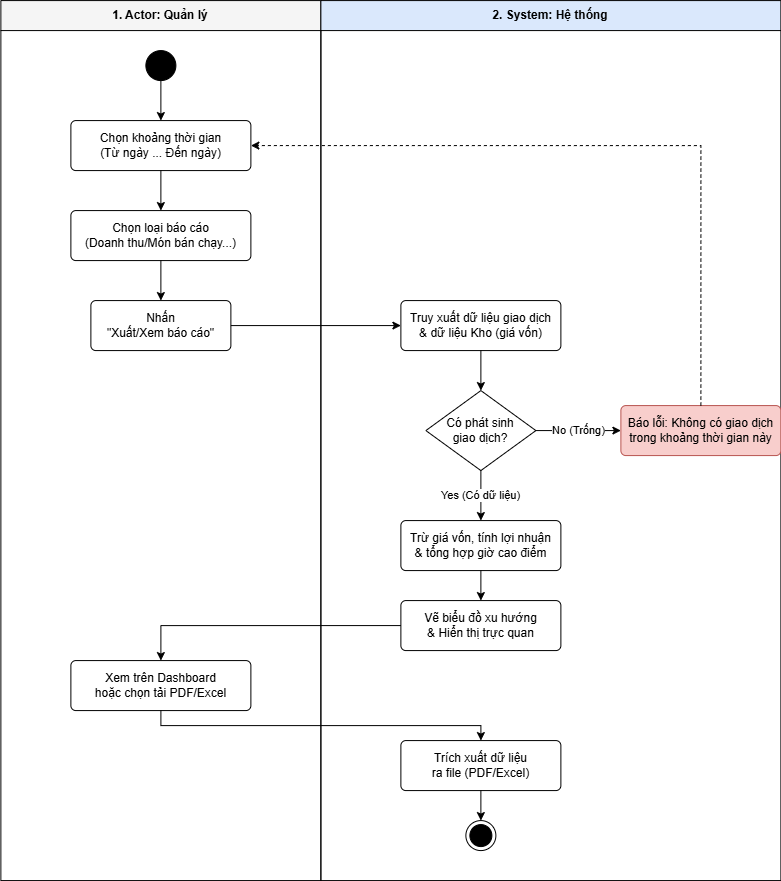 1. Actor: Quản lý
2. System: Hệ thống
Chọn khoảng thời gian
(Từ ngày ... Đến ngày)
Chọn loại báo cáo
(Doanh thu/Món bán chạy...)
Nhấn
"Xuất/Xem báo cáo"
Truy xuất dữ liệu giao dịch
& dữ liệu Kho (giá vốn)
Có phát sinh
giao dịch?
No (Trống)
Báo lỗi: Không có giao dịch
trong khoảng thời gian này
Yes (Có dữ liệu)
Trừ giá vốn, tính lợi nhuận
& tổng hợp giờ cao điểm
Vẽ biểu đồ xu hướng
& Hiển thị trực quan
Xem trên Dashboard
hoặc chọn tải PDF/Excel
Trích xuất dữ liệu
ra file (PDF/Excel)